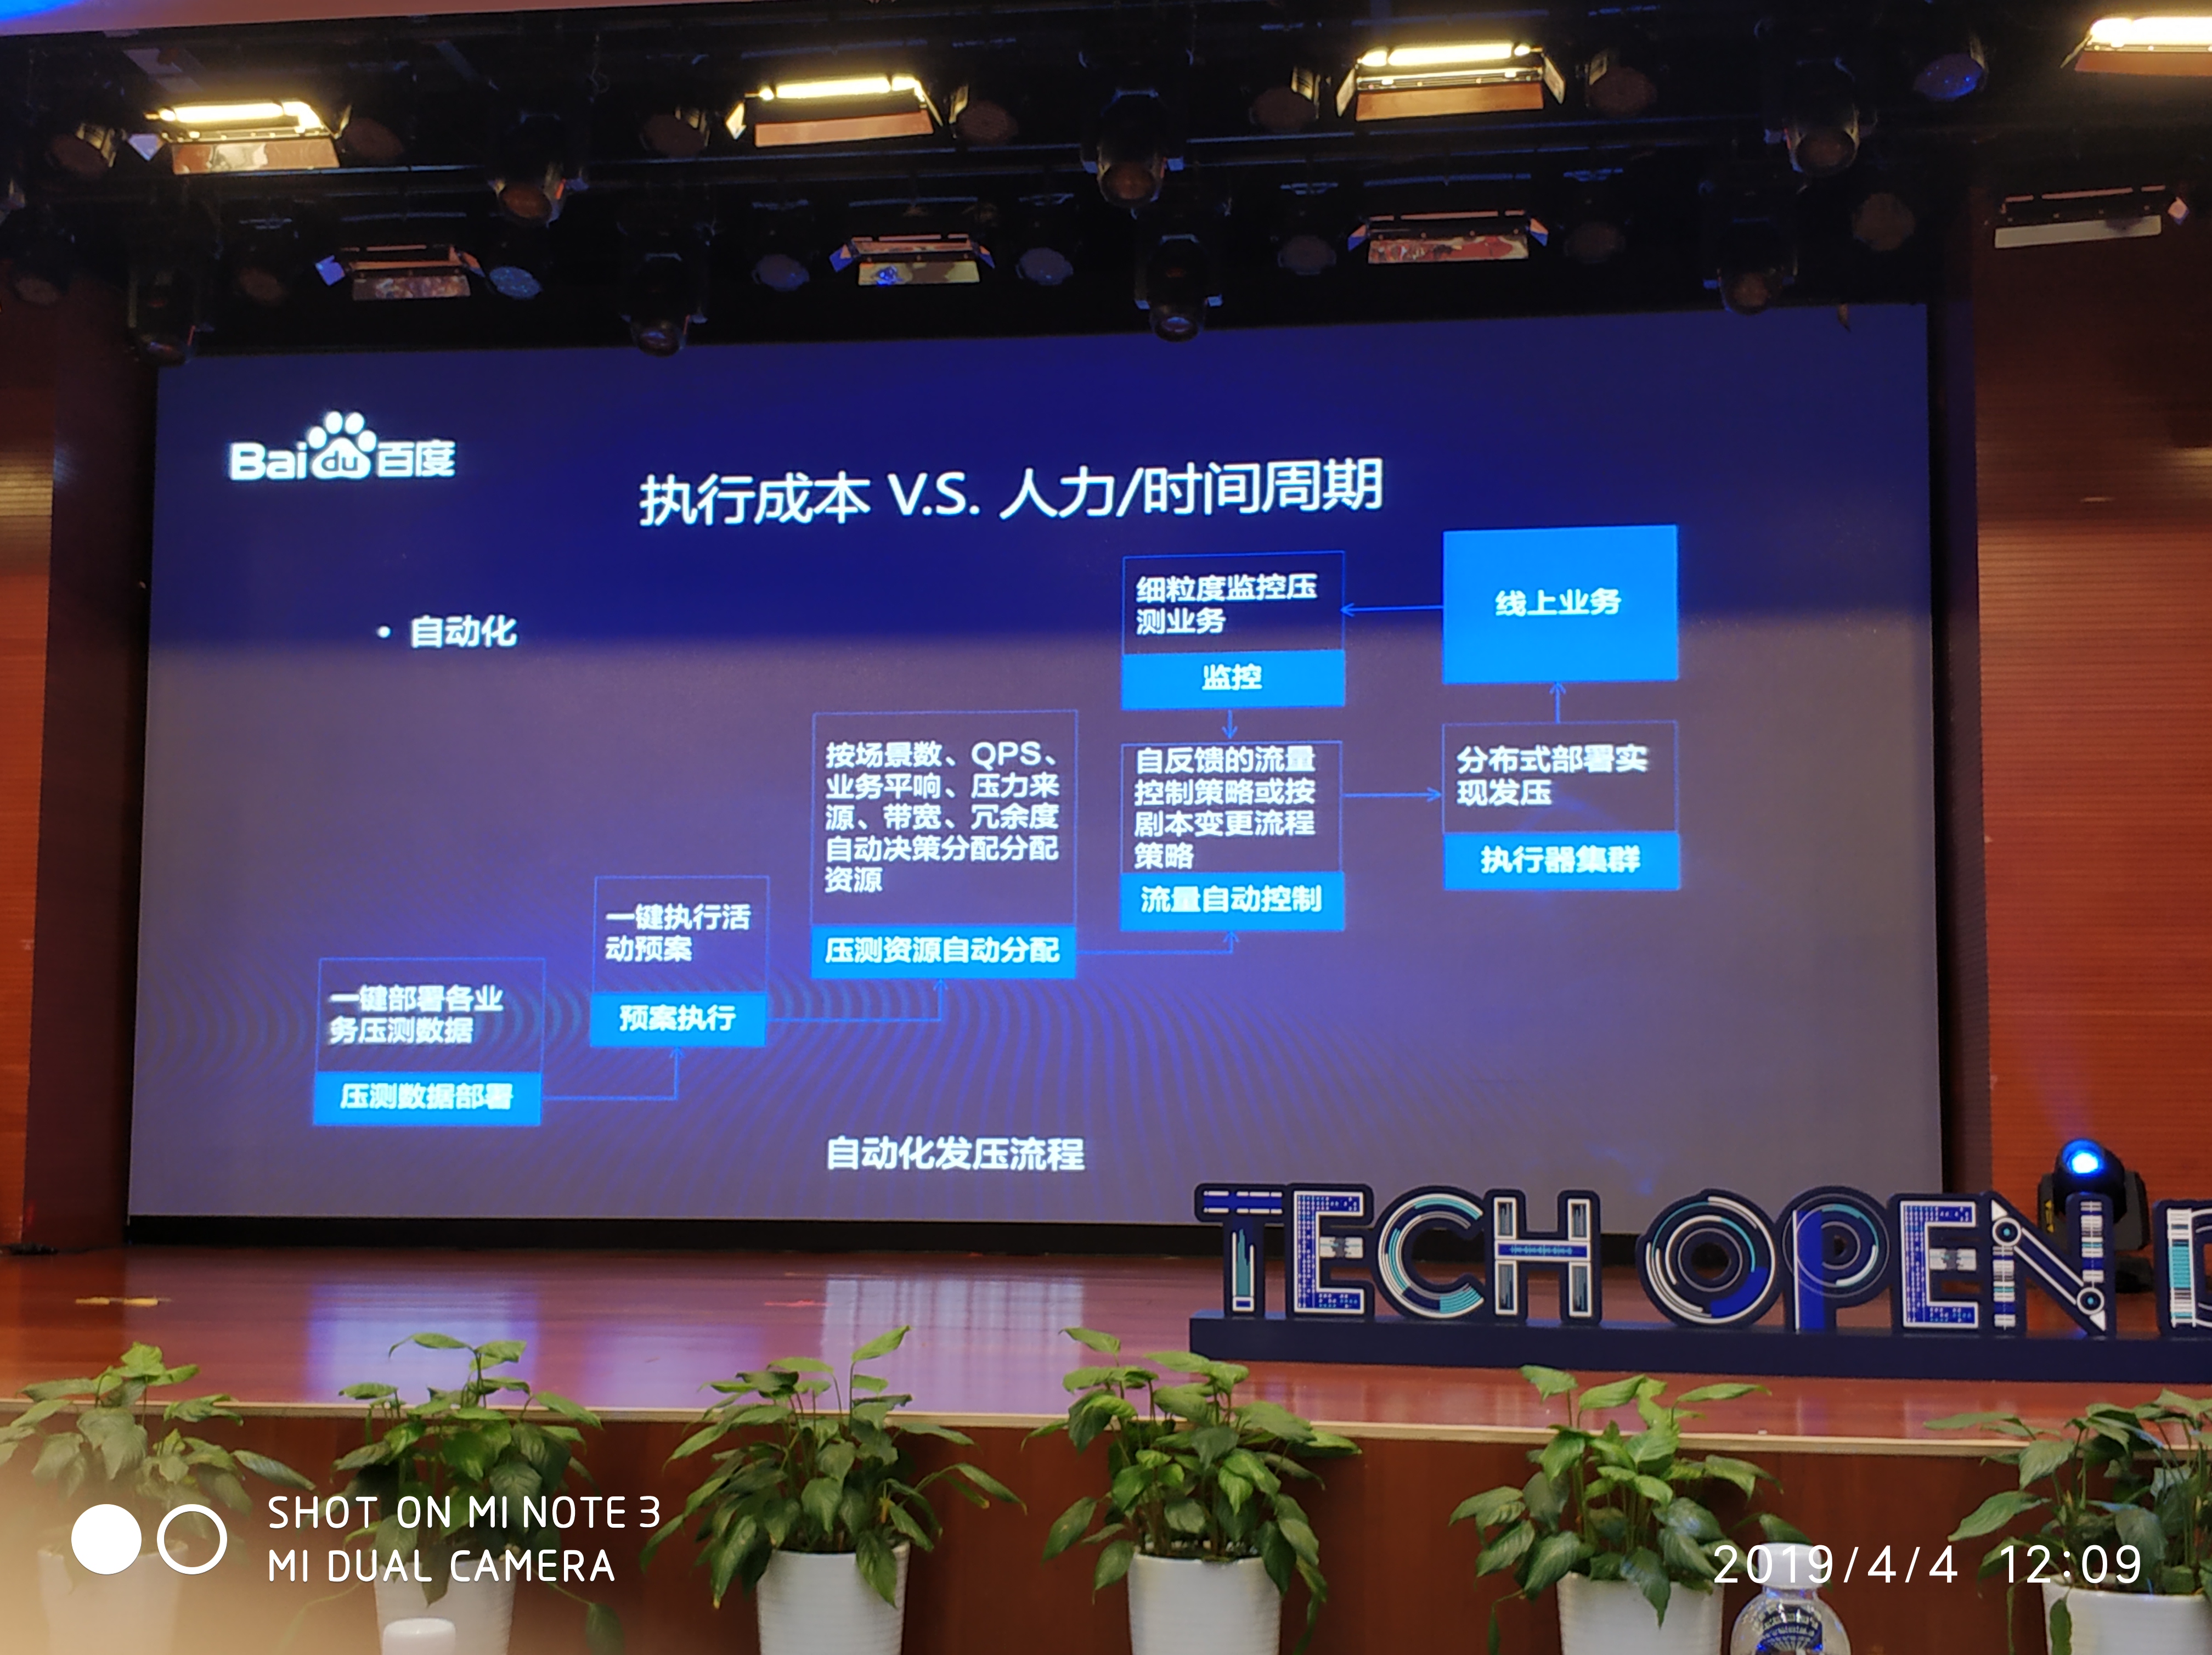 Bai du 百度
执行成本 V.S. 人力/时间周期
• 自动化
细粒度监控压
测业务
监控
线上业务
按场景数、QPS、
业务平响、压力来
源、带宽、冗余度
自动决策分配分配
资源
压测资源自动分配
自反馈的流量
控制策略或按
剧本变更流程
策略
流量自动控制
分布式部署实
现发压
执行器集群
一键执行活
动预案
预案执行
一键部署各业
务压测数据
压测数据部署
自动化发压流程
TECH OPEN
SHOT ON MI NOTE 3
MI DUAL CAMERA
2019/4/4 12:09